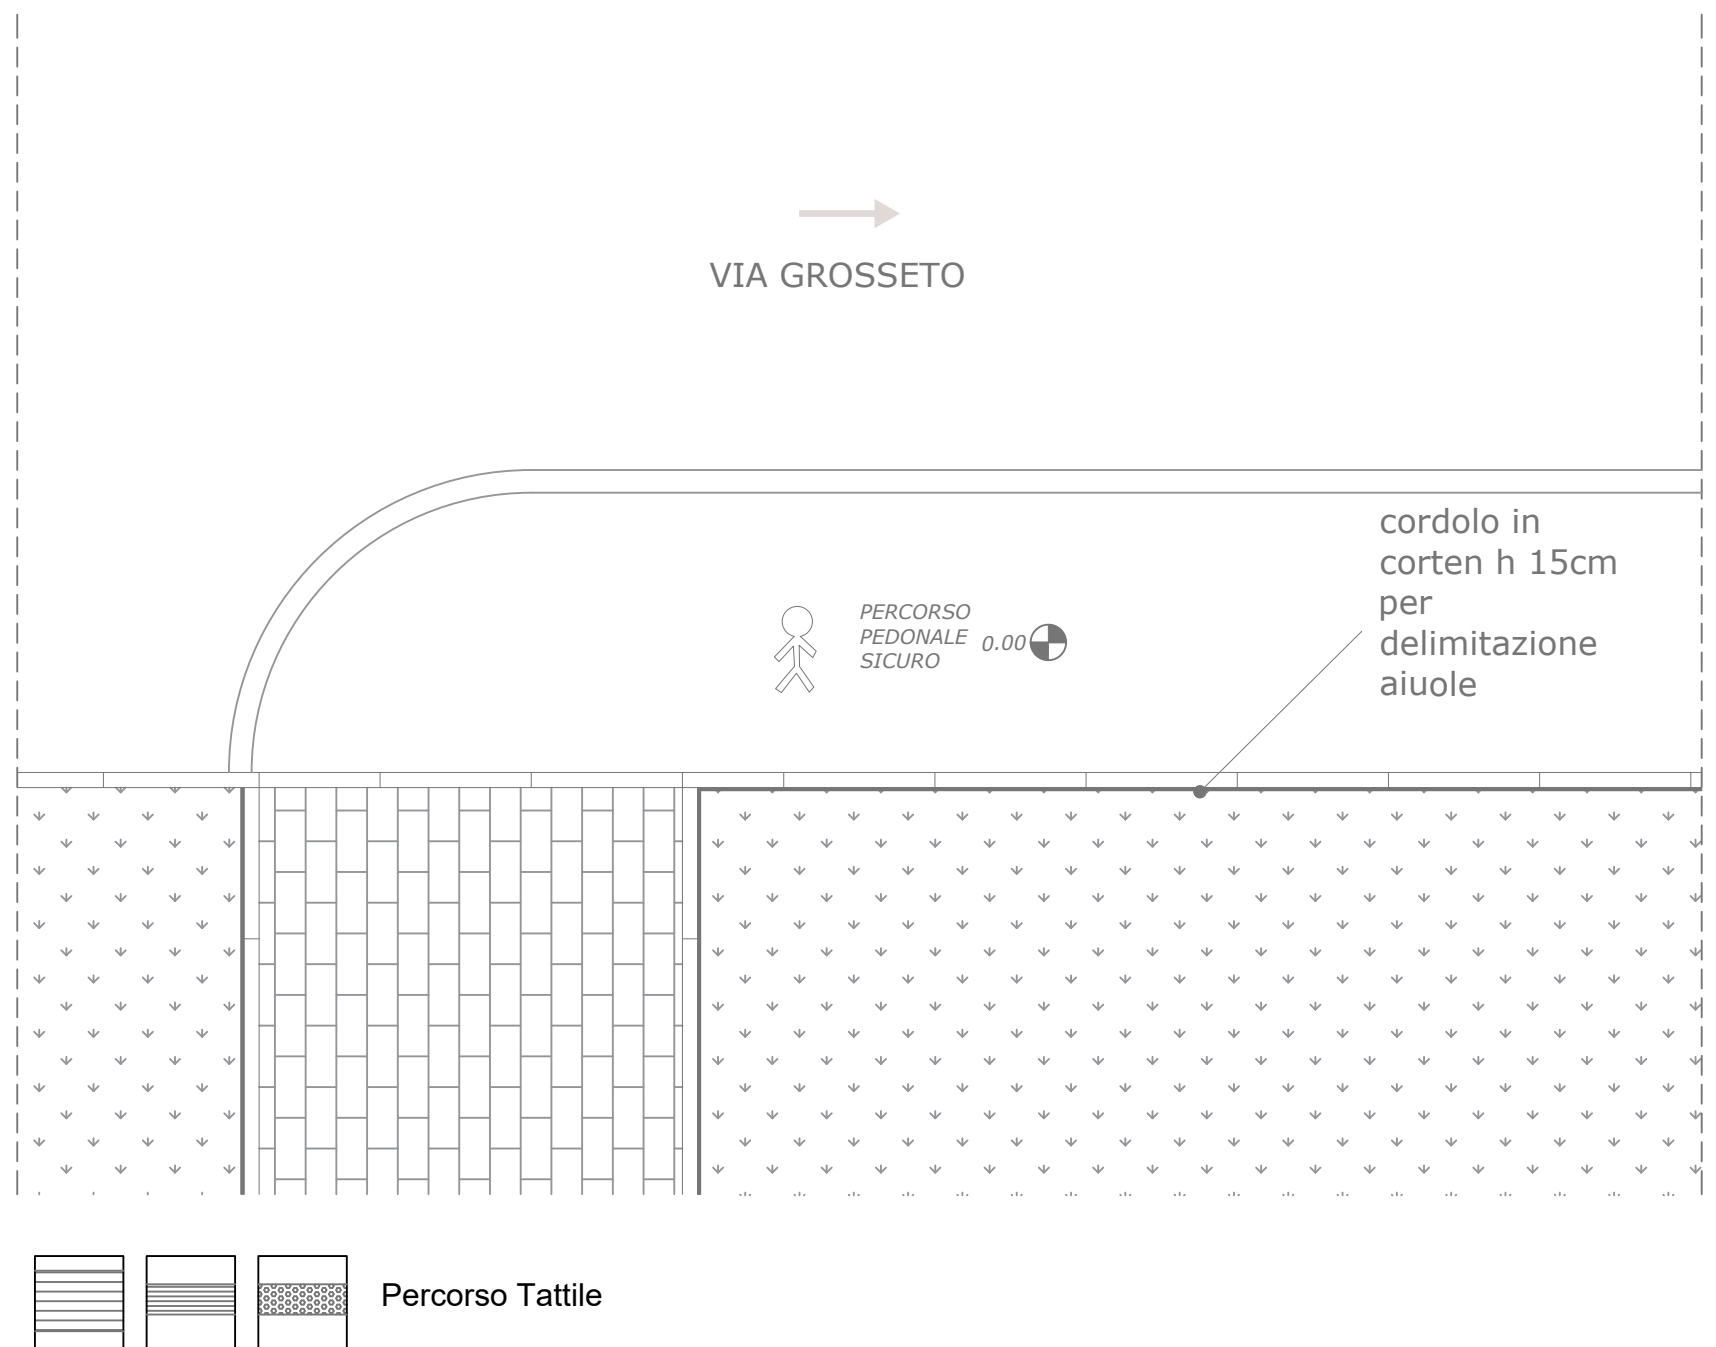 VIA GROSSETO
cordolo in
corten h 15cm
per
delimitazione
aiuole
PERCORSO
PEDONALE
SICURO
0.00
Percorso Tattile